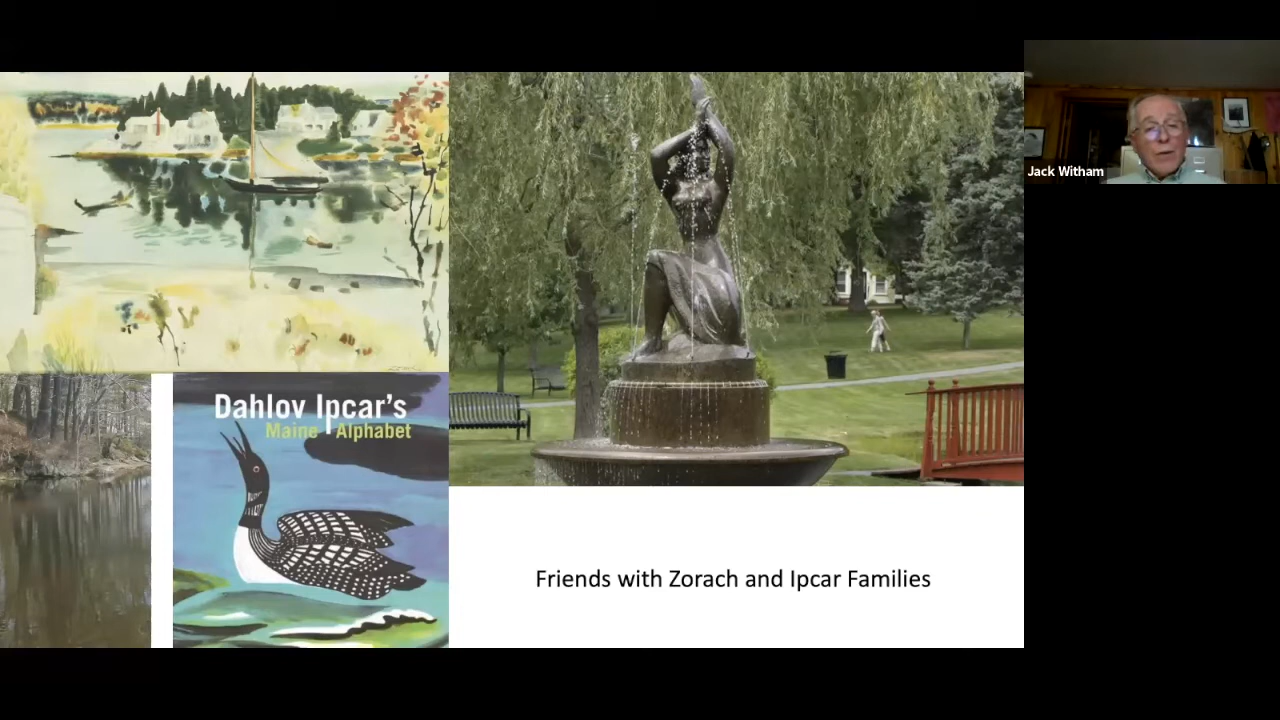 Dahlov Ipcar's
Maine Alphabet
Friends with Zorach and Ipcar Families
Jack Witham